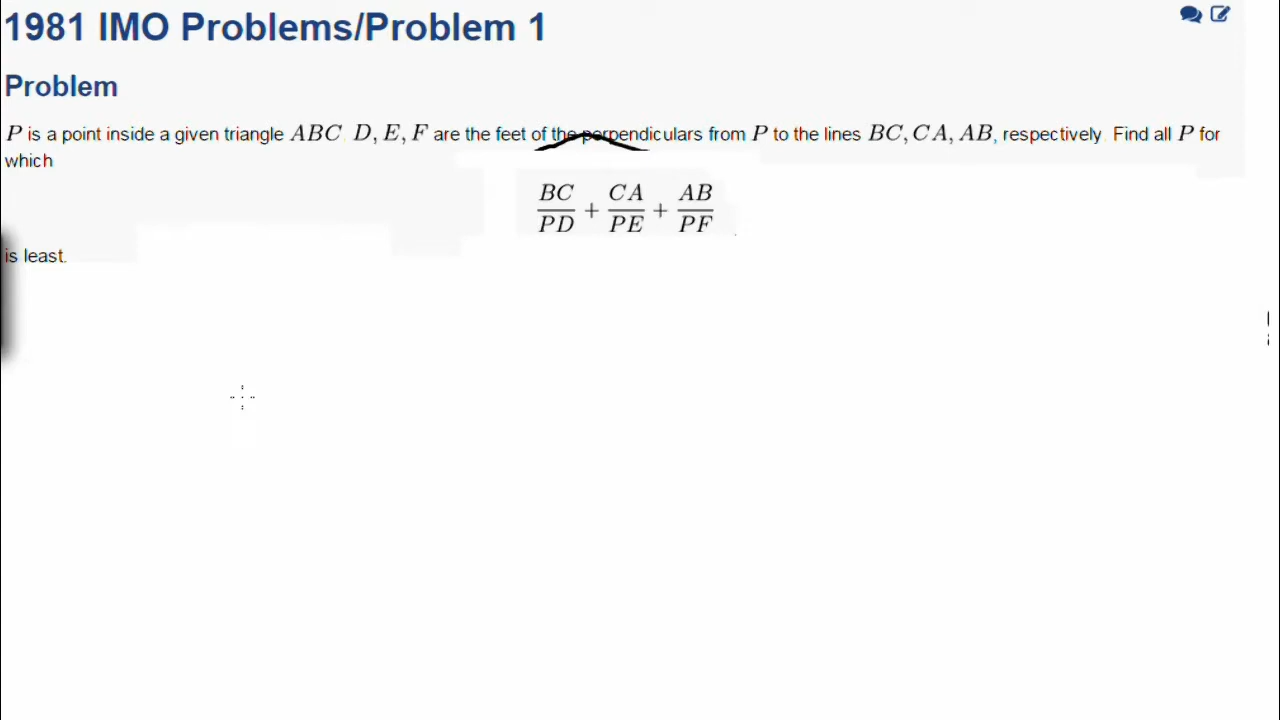 1981 IMO Problems/Problem 1
Problem
P is a point inside a given triangle ABC D, E, F are the feet of the perpendiculars from P to the lines BC, CA, AB, respectively Find all P for
which
BC/PD + CA/PE + AB/PF
is least.